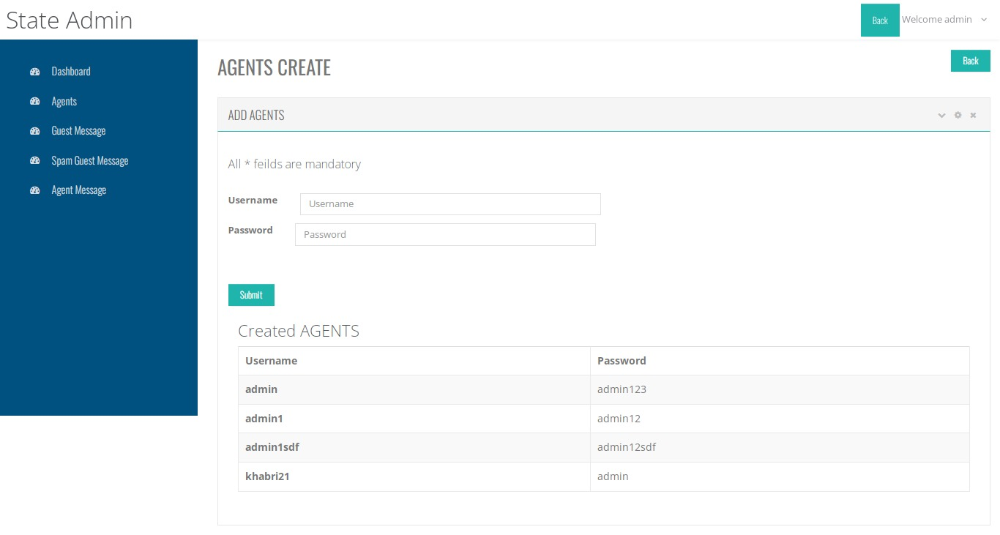 State Admin
Back
Welcome admin
Dashboard
Agents
Guest Message
Spam Guest Message
Agent Message
AGENTS CREATE
Back
ADD AGENTS
All * feilds are mandatory
Username Username
Password Password
Submit
Created AGENTS
Username Password
admin admin123
admin1 admin12
admin1sdf admin12sdf
khabri21 admin